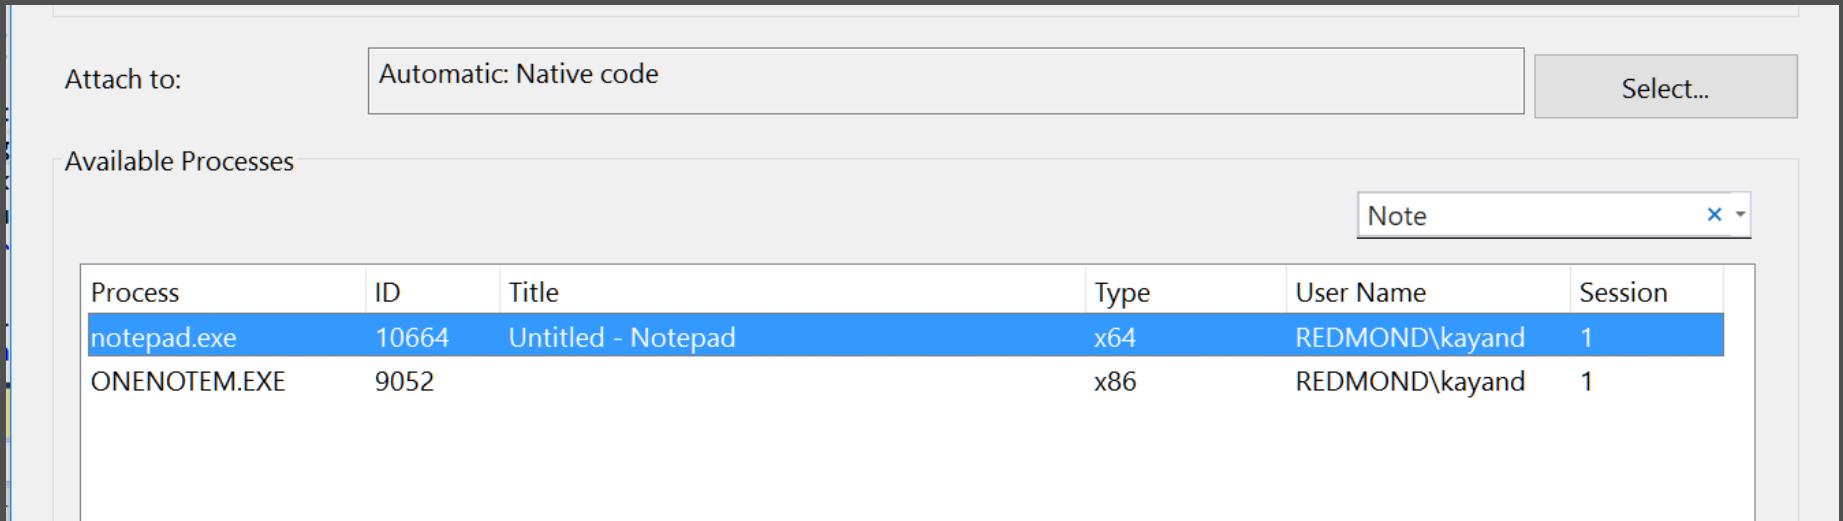 Attach to:
Automatic: Native code
Select...
Available Processes
Note
Process ID Title Type User Name Session
notepad.exe 10664 Untitled - Notepad x64 REDMOND\kayand 1
ONENOTEM.EXE 9052 x86 REDMOND\kayand 1